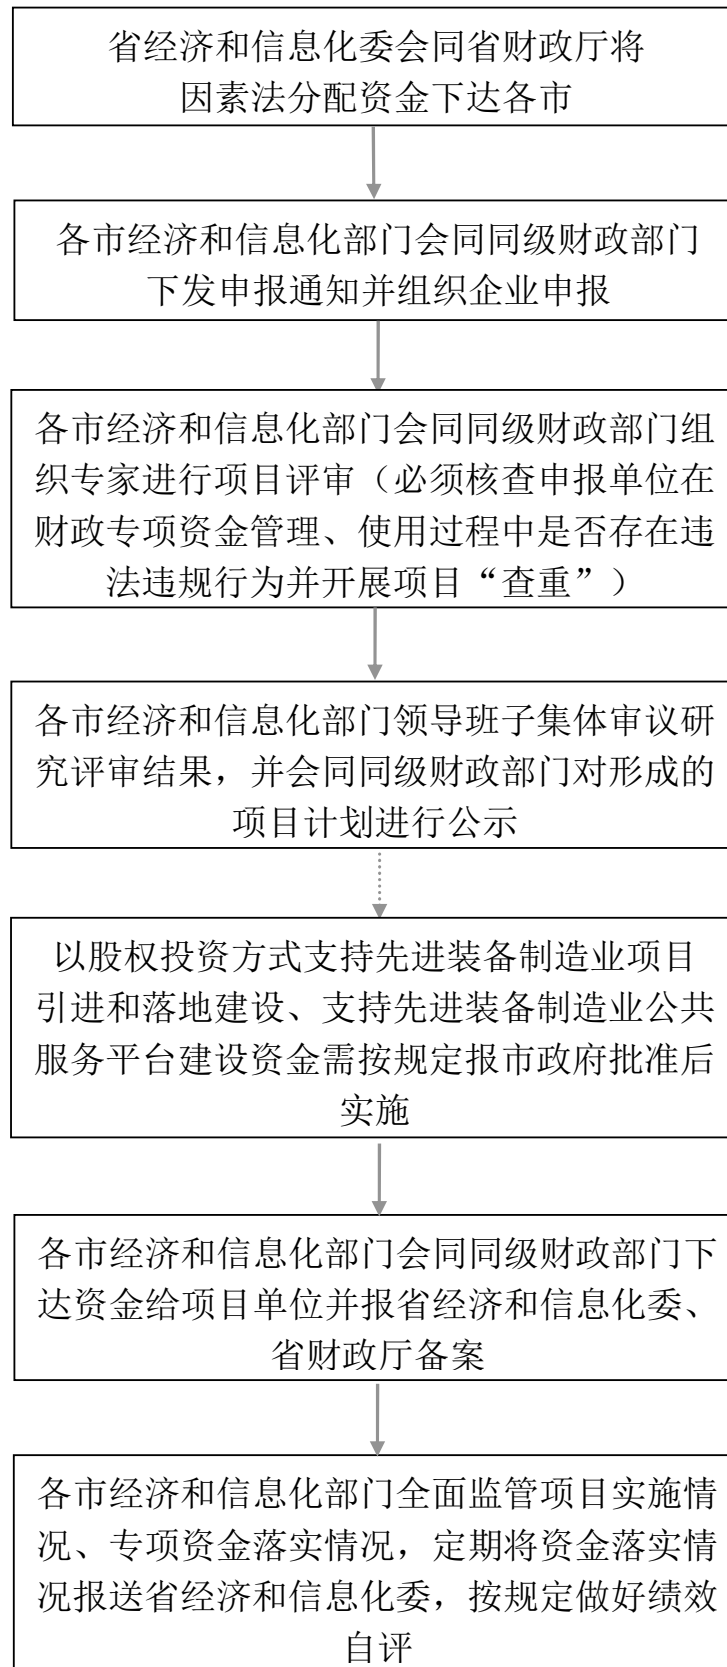 省经济和信息化委会同省财政厅将
因素法分配资金下达各市
各市经济和信息化部门会同同级财政部门
下发申报通知并组织企业申报
各市经济和信息化部门会同同级财政部门组
织专家进行项目评审（必须核查申报单位在
财政专项资金管理、使用过程中是否存在违
法违规行为并开展项目“查重”）
各市经济和信息化部门领导班子集体审议研
究评审结果，并会同同级财政部门对形成的
项目计划进行公示
以股权投资方式支持先进装备制造业项目
引进和落地建设、支持先进装备制造业公共
服务平台建设资金需按规定报市政府批准后
实施
各市经济和信息化部门会同同级财政部门下
达资金给项目单位并报省经济和信息化委、
省财政厅备案
各市经济和信息化部门全面监管项目实施情
况、专项资金落实情况，定期将资金落实情
况报送省经济和信息化委，按规定做好绩效
自评